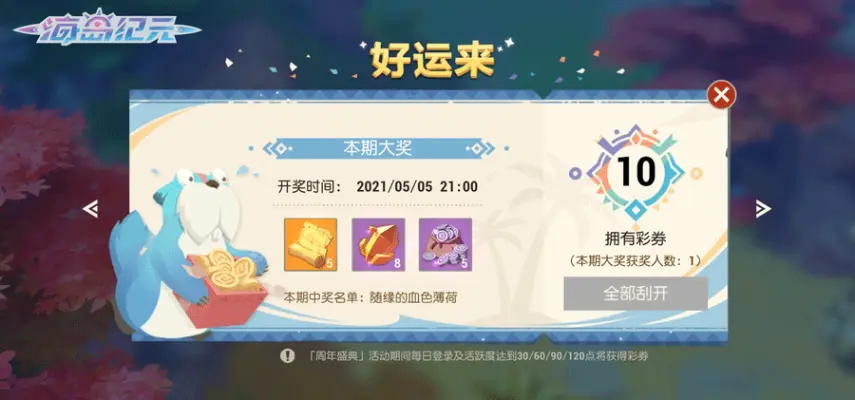 海岛纪元
好运来
本期大奖
开奖时间： 2021/05/05 21:00
5
8
5
本期中奖名单：随缘的血色薄荷
10
拥有彩券
（本期大奖获奖人数：1）
全部刮开
「周年盛典」活动期间每日登录及活跃度达到30/60/90/120点将获得彩券